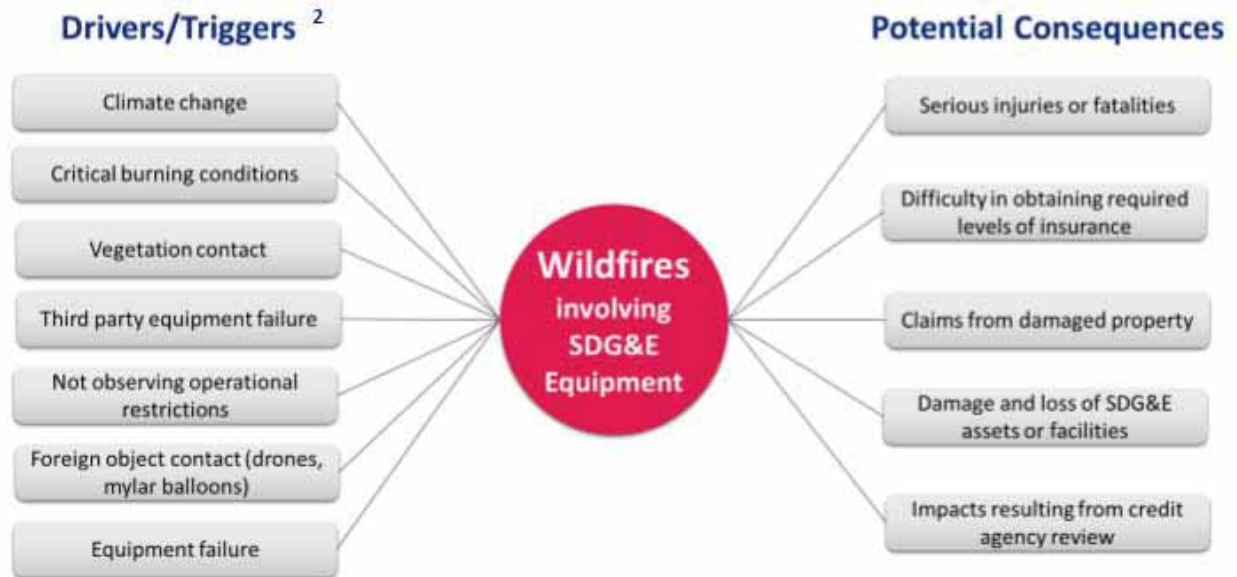 Drivers/Triggers 2
Climate change
Critical burning conditions
Vegetation contact
Third party equipment failure
Not observing operational
restrictions
Foreign object contact (drones,
mylar balloons)
Equipment failure
Wildfires
involving
SDG&E
Equipment
Potential Consequences
Serious injuries or fatalities
Difficulty in obtaining required
levels of insurance
Claims from damaged property
Damage and loss of SDG&E
assets or facilities
Impacts resulting from credit
agency review